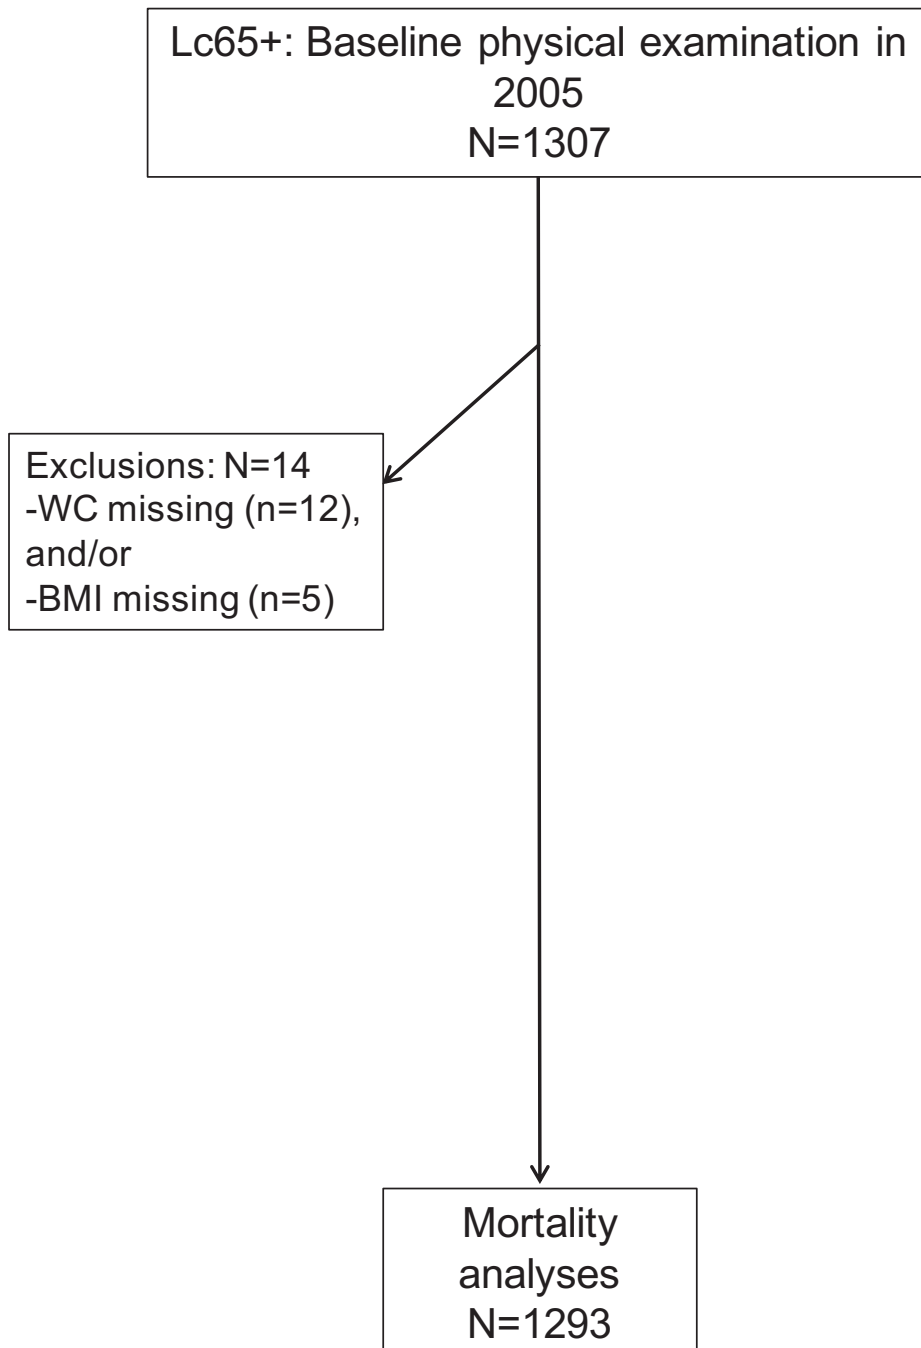 Lc65+: Baseline physical examination in
2005
N=1307
Exclusions: N=14
-WC missing (n=12),
and/or
-BMI missing (n=5)
Mortality
analyses
N=1293